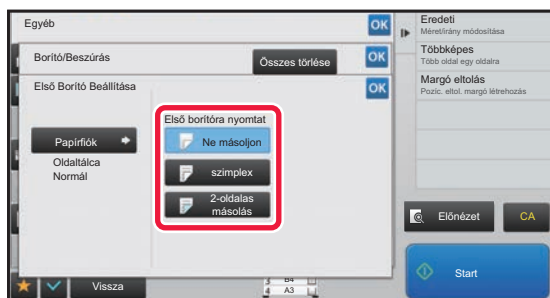 Egyéb
OK
Borító/Beszúrás
Összes törlése
OK
Első Borító Beállítása
OK
Első borítóra nyomtat
Papírfiók
Oldaltálca
Normál
Ne másoljon
szimplex
2-oldalas
másolás
Vissza
3 B4
4 A3
Eredeti
Méret/irány módosítása
Többképes
Több oldal egy oldalra
Margó eltolás
Pozíc. eltol. margó létrehozás
Előnézet
CA
Start